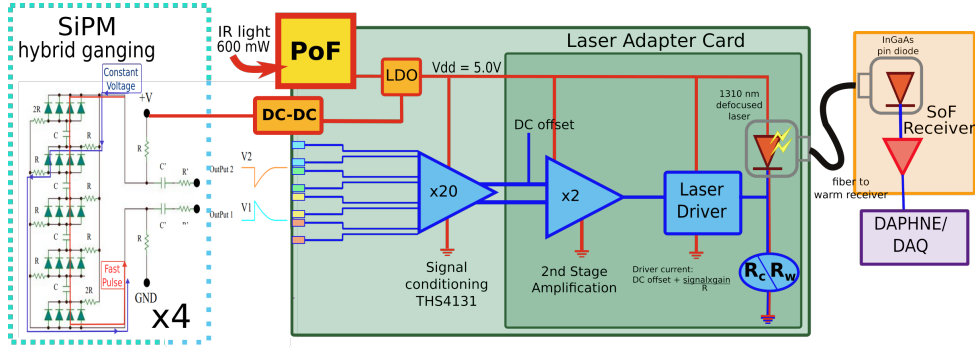 SiPM
hybrid ganging
Constant
Voltage
+V
2R
R
C
R
R
C
R
R
C
R
R
C
2R
R
C'
R'
C'
R
Fast
Pulse
GND
x4
IR light
600 mW
PoF
DC-DC
LDO
Vdd = 5.0V
Laser Adapter Card
V2
OutPut 2
V1
OutPut 1
x20
Signal
conditioning
THS4131
DC offset
x2
2nd Stage
Amplification
Laser
Driver
Driver current:
DC offset + signalxgain
R
1310 nm
defocused
laser
Rc Rw
fiber to
warm receiver
InGaAs
pin diode
SoF
Receiver
DAPHNE/
DAQ